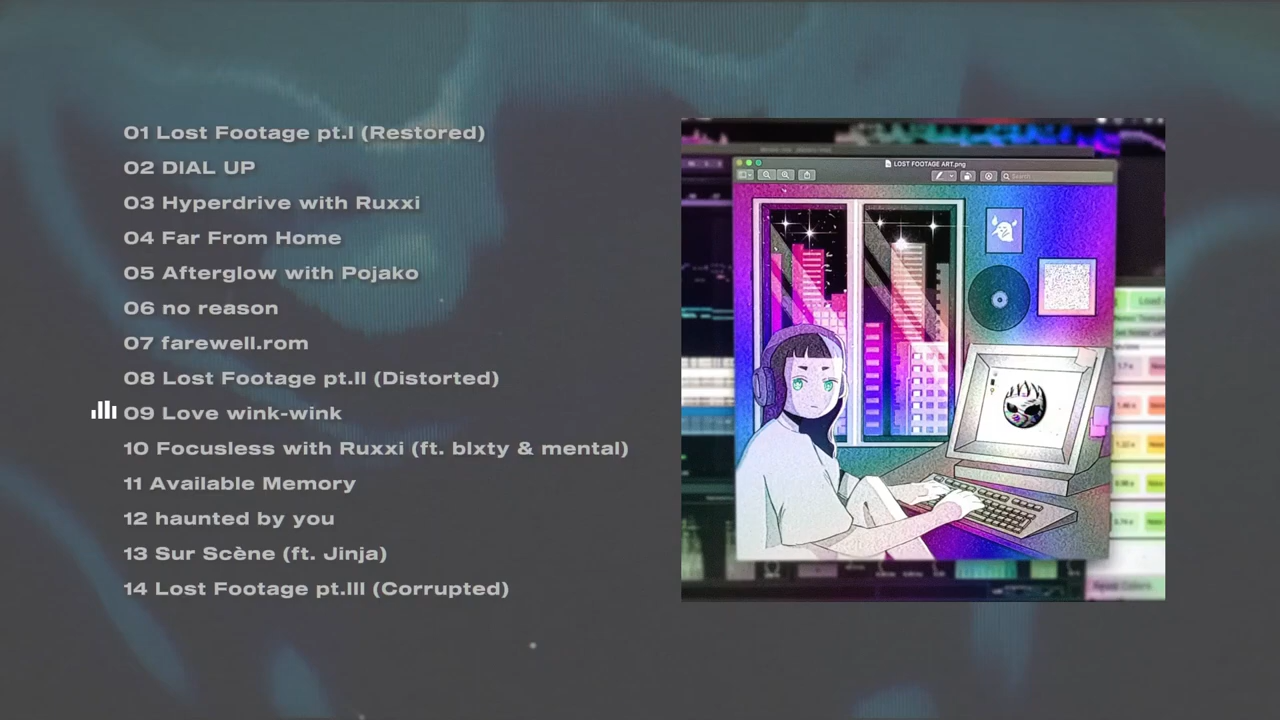 01 Lost Footage pt.I (Restored)
02 DIAL UP
03 Hyperdrive with Ruxxi
04 Far From Home
05 Afterglow with Pojako
06 no reason
07 farewell.rom
08 Lost Footage pt.II (Distorted)
09 Love wink-wink
10 Focusless with Ruxxi (ft. blxty & mental)
11 Available Memory
12 haunted by you
13 Sur Scène (ft. Jinja)
14 Lost Footage pt.III (Corrupted)
LOST FOOTAGE ART.png
Search
Load